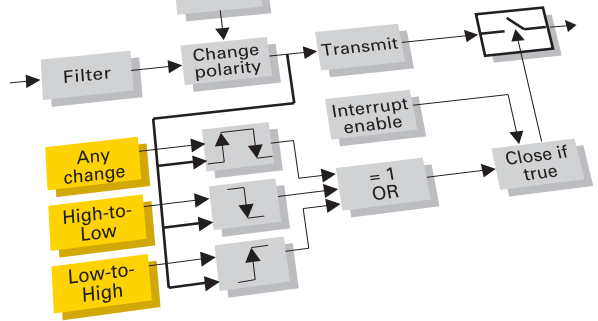 Filter
Change
polarity
Transmit
Interrupt
enable
Any
change
High-to-
Low
Low-to-
High
= 1
OR
Close if
true